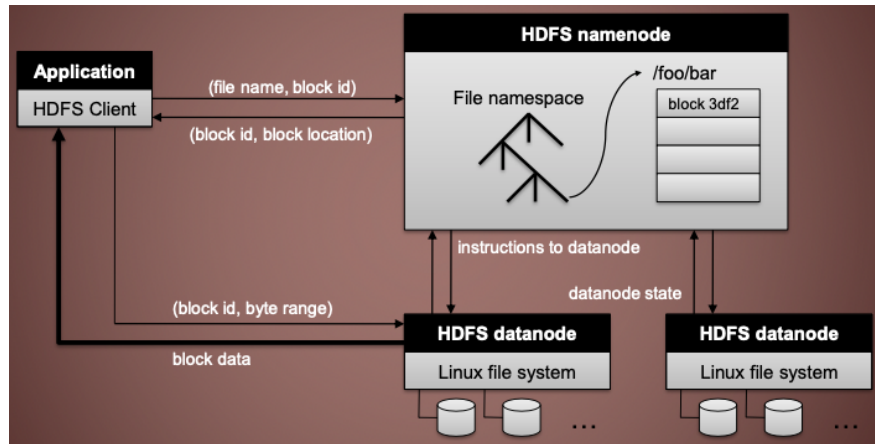 HDFS namenode
Application
HDFS Client
(file name, block id)
(block id, block location)
File namespace
/foo/bar
block 3df2
instructions to datanode
datanode state
(block id, byte range)
block data
HDFS datanode
Linux file system
...
HDFS datanode
Linux file system
...